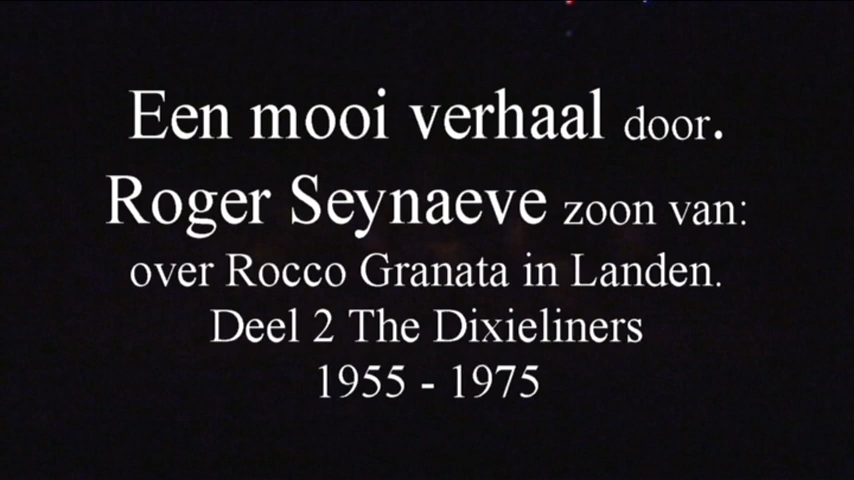 Een mooi verhaal door.
Roger Seynaeve zoon van:
over Rocco Granata in Landen.
Deel 2 The Dixieliners
1955 - 1975